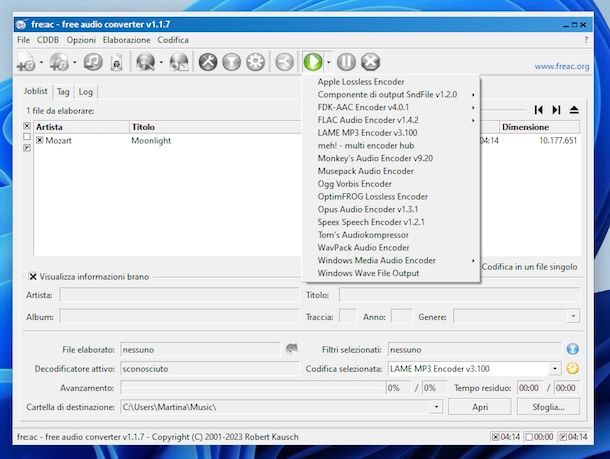 fre:ac - free audio converter v1.1.7
File CDDB Opzioni Elaborazione Codifica ?
www.freac.org
Joblist Tag Log
1 file da elaborare:
Artista Titolo Dimensione
Mozart Moonlight 04:14 10.177.651
Apple Lossless Encoder
Componente di output SndFile v1.2.0
FDK-AAC Encoder v4.0.1
FLAC Audio Encoder v1.4.2
LAME MP3 Encoder v3.100
meh! - multi encoder hub
Monkey's Audio Encoder v9.20
Musepack Audio Encoder
Ogg Vorbis Encoder
OptimFROG Lossless Encoder
Opus Audio Encoder v1.3.1
Speex Speech Encoder v1.2.1
Tom's Audiokompressor
WavPack Audio Encoder
Windows Media Audio Encoder
Windows Wave File Output
Codifica in un file singolo
Visualizza informazioni brano
Artista: Titolo:
Album: Traccia: Anno: Genere:
File elaborato: nessuno Filtri selezionati: nessuno
Decodificatore attivo: sconosciuto Codifica selezionata: LAME MP3 Encoder v3.100
Avanzamento: 0% / 0% Tempo residuo: 00:00 / 00:00
Cartella di destinazione: C:\Users\Martina\Music\ Apri Sfoglia...
fre:ac - free audio converter v1.1.7 - Copyright (C) 2001-2023 Robert Kausch 04:14 00:00 04:14